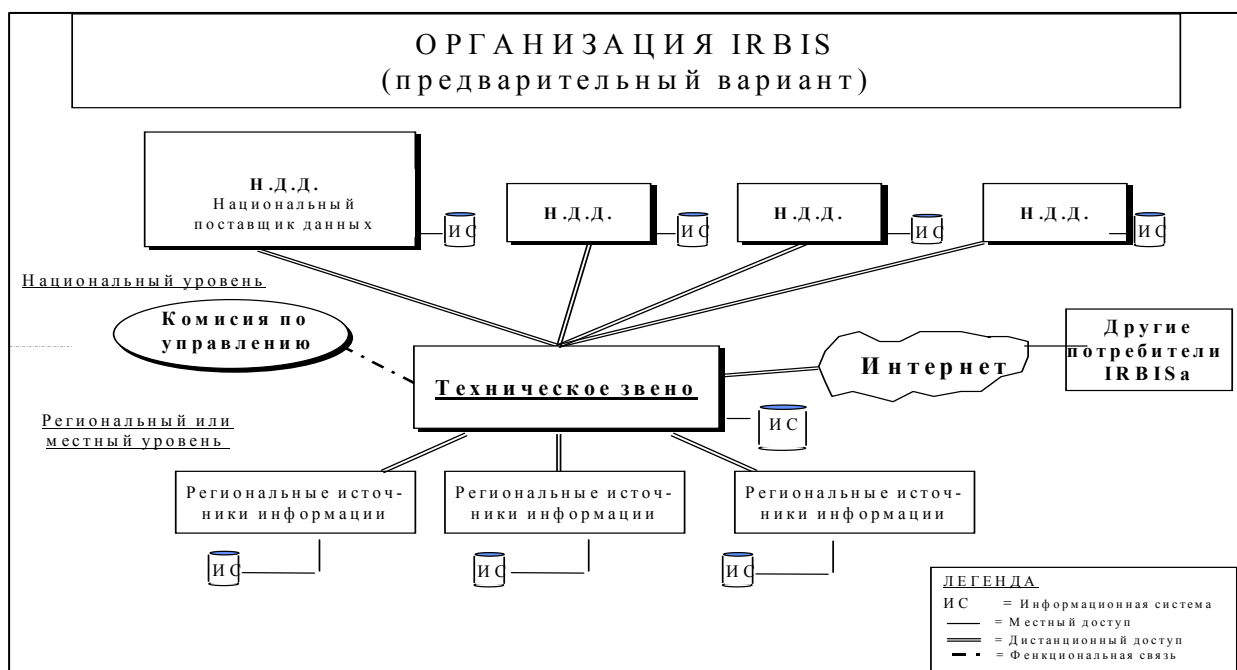 ОРГАНИЗАЦИЯ IRBIS
(предварительный вариант)
Н.Д.Д.
Национальный
поставщик данных
ИС
Н.Д.Д.
ИС
Н.Д.Д.
ИС
Н.Д.Д.
ИС
Национальный уровень
Комисия по
управлению
Техническое звено
ИС
Интернет
Другие
потребители
IRBISa
Региональный или
местный уровень
Региональные источ-
ники информации
Региональные источ-
ники информации
Региональные источ-
ники информации
ИС
ИС
ИС
ЛЕГЕНДА
ИС = Информационная система
= Местный доступ
= Дистанционный доступ
= Фенкциональная связь